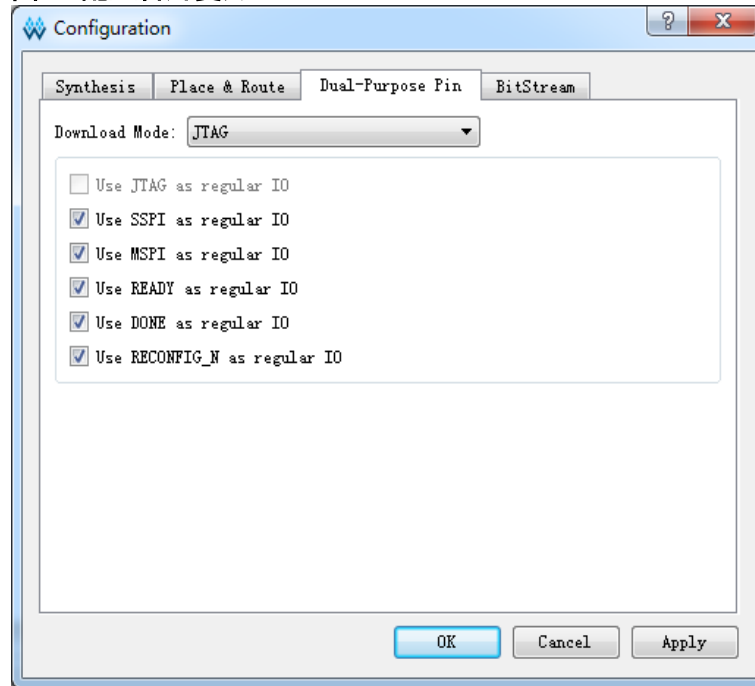 Configuration
Synthesis Place & Route Dual-Purpose Pin BitStream
Download Mode: JTAG
Use JTAG as regular IO
Use SSPI as regular IO
Use MSPI as regular IO
Use READY as regular IO
Use DONE as regular IO
Use RECONFIG_N as regular IO
OK Cancel Apply